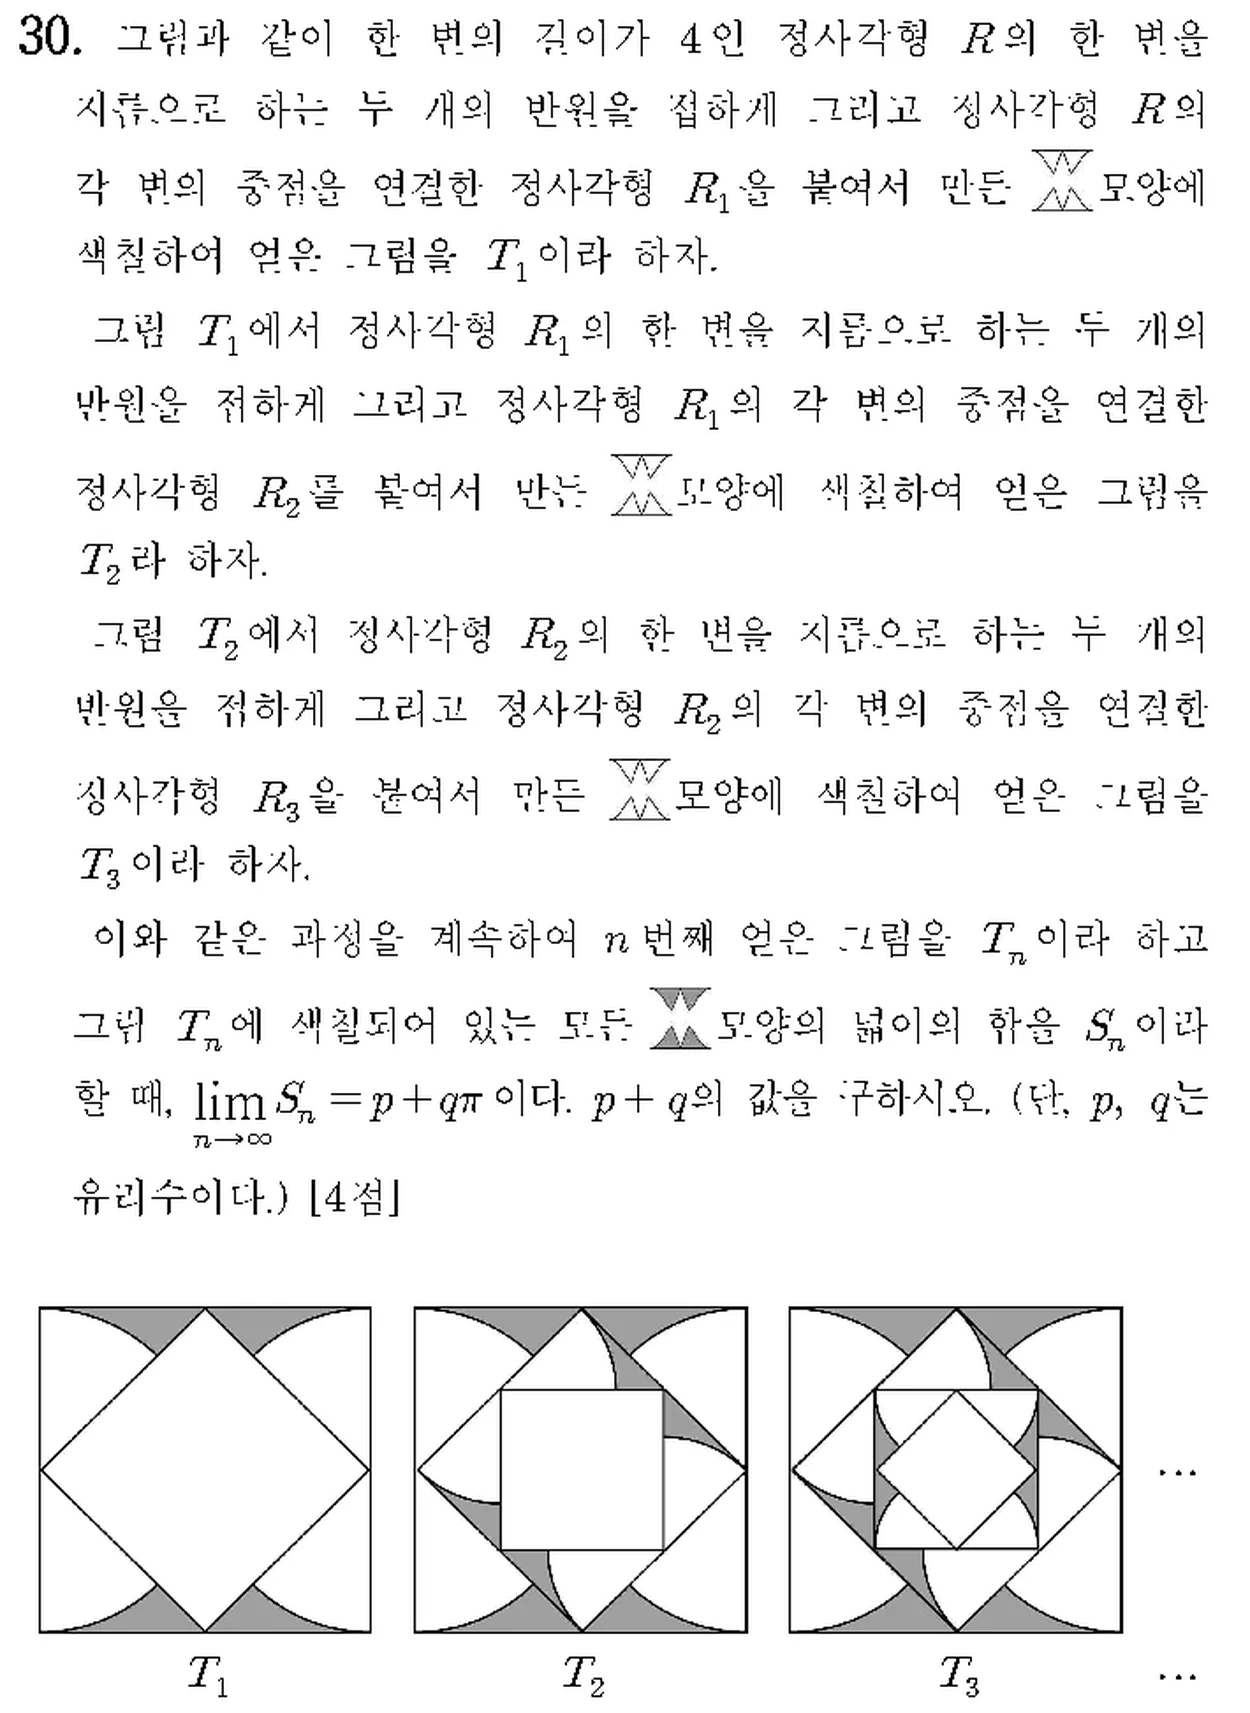 30. 그림과 같이 한 변의 길이가 4인 정사각형 R의 한 변을
지름으로 하는 두 개의 반원을 접하게 그리고 정사각형 R의
각 변의 중점을 연결한 정사각형 R₁을 붙여서 만든 모양에
색칠하여 얻은 그림을 T₁이라 하자.
그림 T₁에서 정사각형 R₁의 한 변을 지름으로 하는 두 개의
반원을 접하게 그리고 정사각형 R₁의 각 변의 중점을 연결한
정사각형 R₂를 붙여서 만든 모양에 색칠하여 얻은 그림을
T₂라 하자.
그림 T₂에서 정사각형 R₂의 한 변을 지름으로 하는 두 개의
반원을 접하게 그리고 정사각형 R₂의 각 변의 중점을 연결한
정사각형 R₃을 붙여서 만든 모양에 색칠하여 얻은 그림을
T₃이라 하자.
이와 같은 과정을 계속하여 n번째 얻은 그림을 Tₙ이라 하고
그림 Tₙ에 색칠되어 있는 모든 모양의 넓이의 합을 Sₙ이라
할 때, lim n→∞ Sₙ = p + qπ이다. p + q의 값을 구하시오. (단, p, q는
유리수이다.) [4점]
…
T₁ T₂ T₃ …